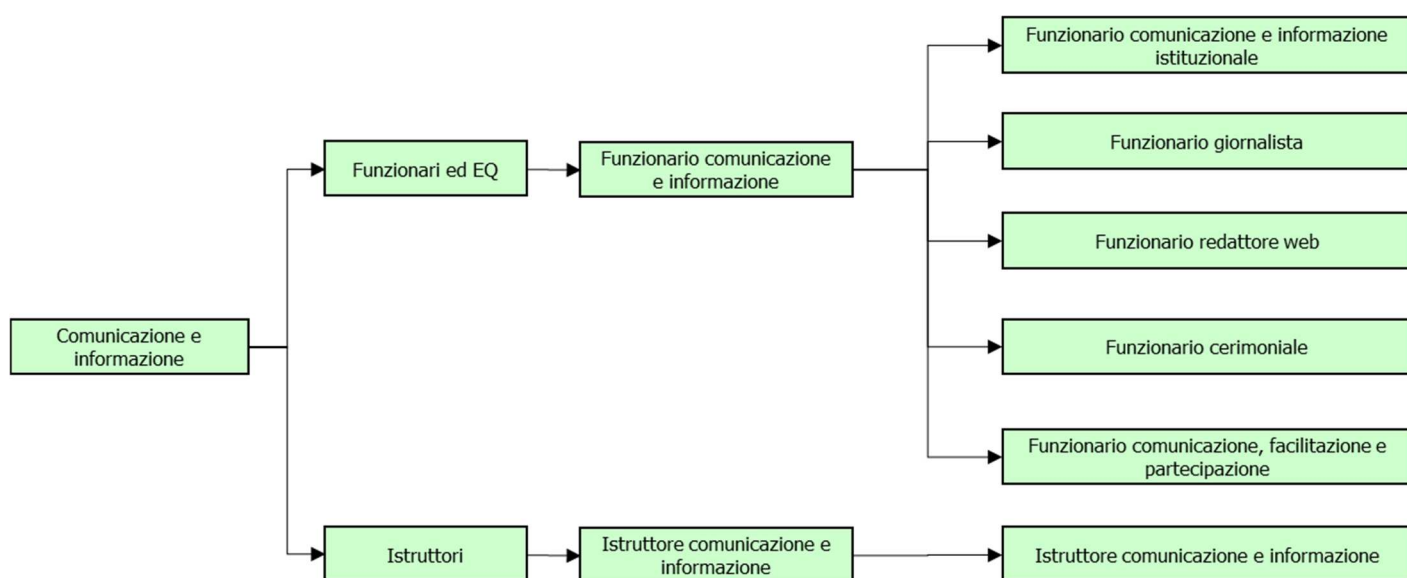 Funzionario comunicazione e informazione
istituzionale
Funzionario giornalista
Funzionari ed EQ
Funzionario comunicazione
e informazione
Funzionario redattore web
Comunicazione e
informazione
Funzionario cerimoniale
Funzionario comunicazione, facilitazione e
partecipazione
Istruttori
Istruttore comunicazione e
informazione
Istruttore comunicazione e informazione